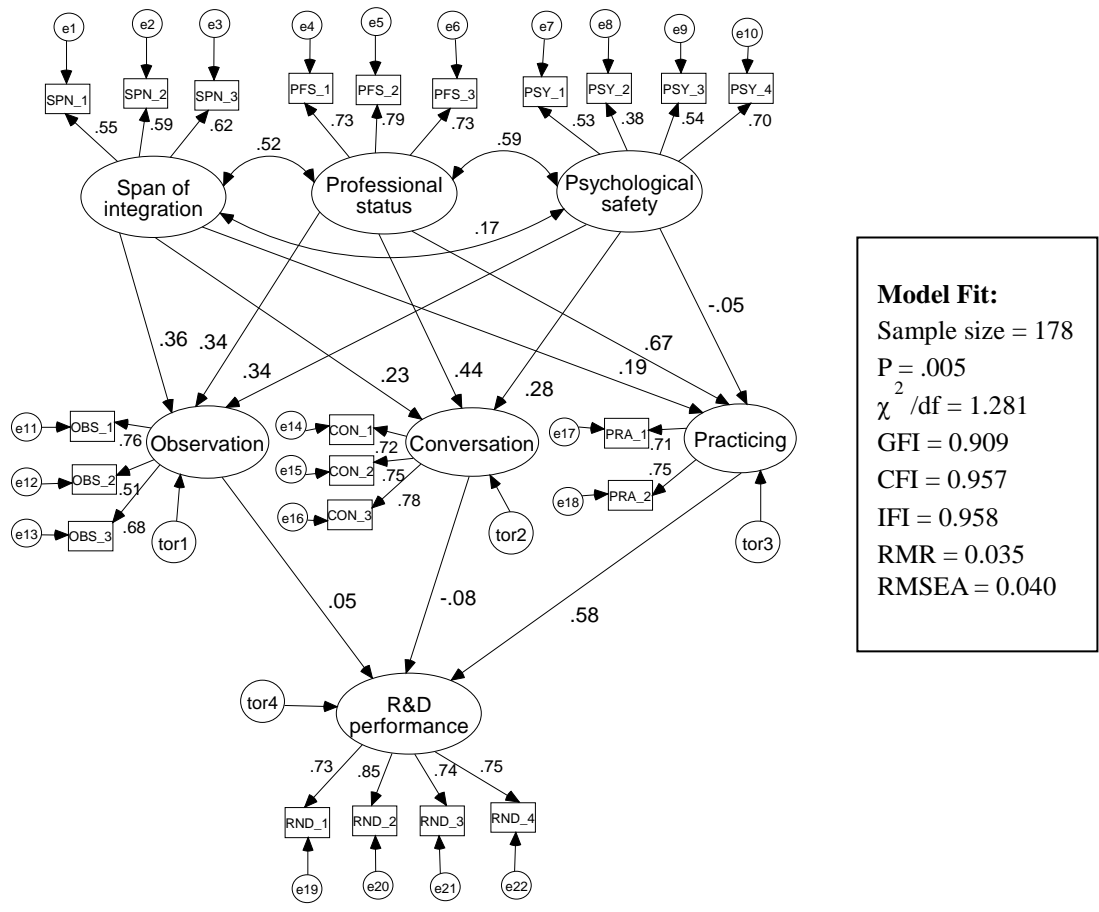 e1
e2
e3
e4
e5
e6
e7
e8
e9
e10
SPN_1
SPN_2
SPN_3
PFS_1
PFS_2
PFS_3
PSY_1
PSY_2
PSY_3
PSY_4
.55
.59
.62
.73
.79
.73
.53
.38
.54
.70
.52
.59
Span of
integration
Professional
status
Psychological
safety
.17
-.05
.36
.34
.34
.23
.44
.28
.19
.67
e11
OBS_1
.76
e12
OBS_2
.51
e13
OBS_3
.68
Observation
tor1
e14
CON_1
.72
e15
CON_2
.75
e16
CON_3
.78
Conversation
tor2
e17
PRA_1
.71
e18
PRA_2
.75
Practicing
tor3
.05
-.08
.58
tor4
R&D
performance
.73
.85
.74
.75
RND_1
RND_2
RND_3
RND_4
e19
e20
e21
e22
Model Fit:
Sample size = 178
P = .005
χ² /df = 1.281
GFI = 0.909
CFI = 0.957
IFI = 0.958
RMR = 0.035
RMSEA = 0.040